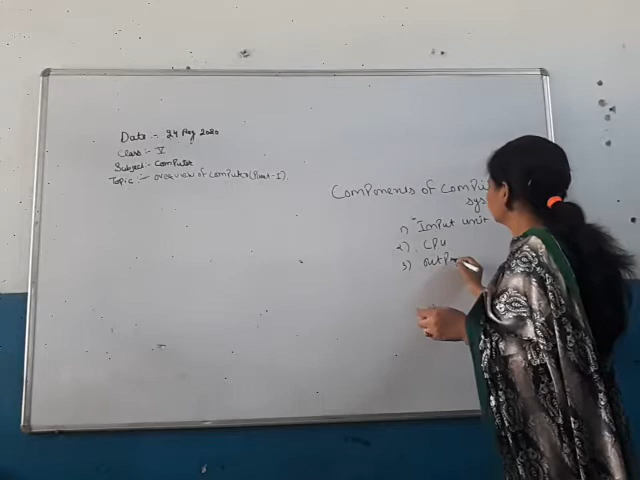 Date :- 24 Aug 2020
Class :- V
Subject :- Computer
Topic :- overview of Computer (Part-I)
Components of Compu
sys
1) Input unit
2) CPU
3) outp